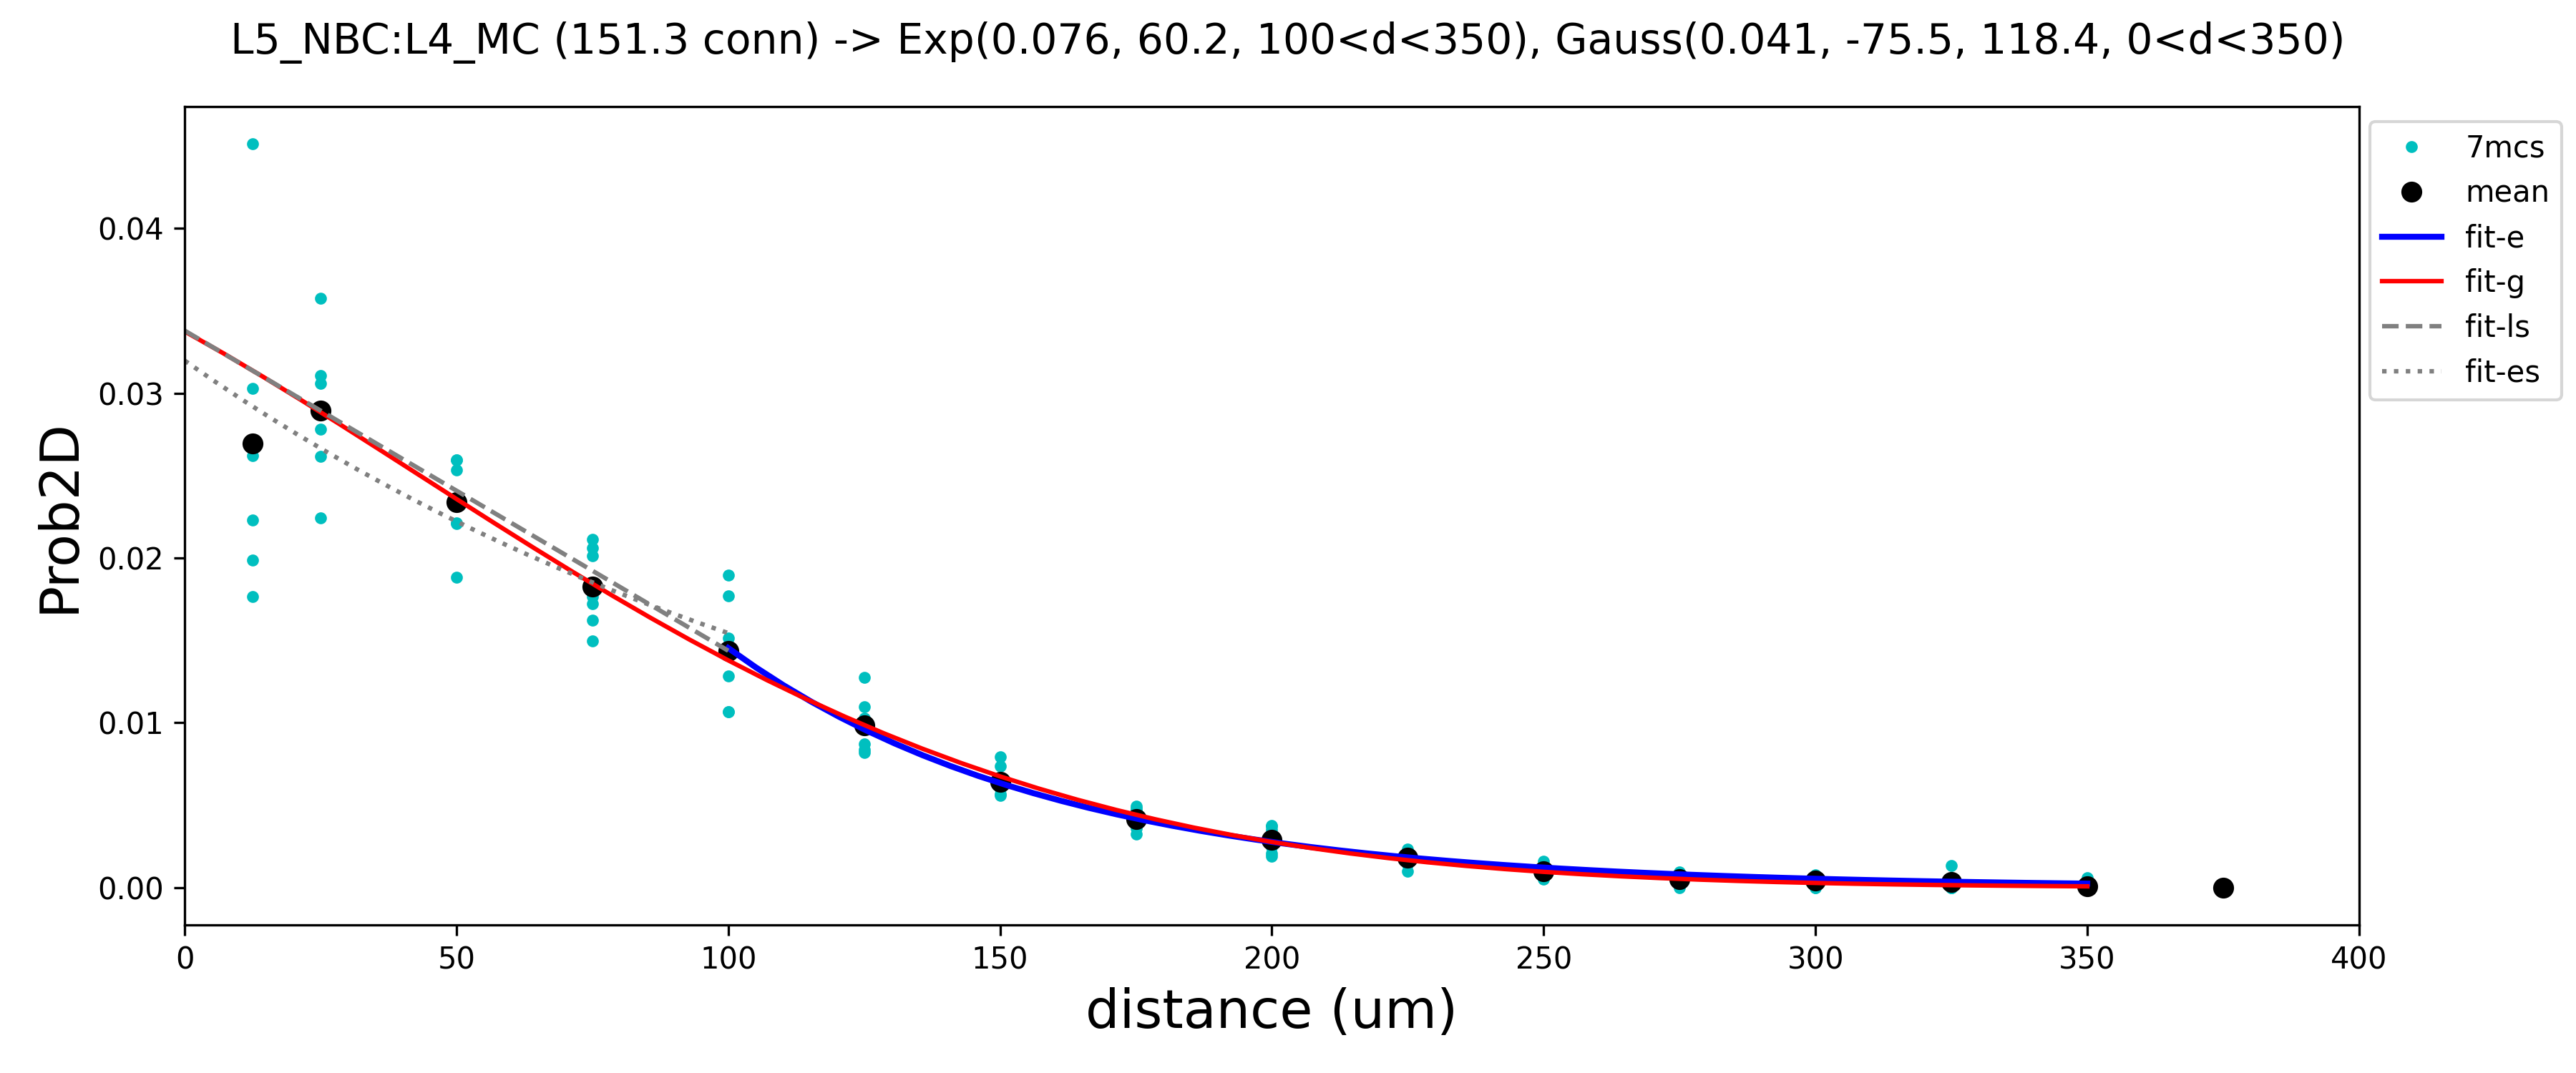 L5_NBC:L4_MC (151.3 conn) -> Exp(0.076, 60.2, 100<d<350), Gauss(0.041, -75.5, 118.4, 0<d<350)
7mcs
mean
fit-e
fit-g
fit-ls
fit-es
Prob2D
0.04
0.03
0.02
0.01
0.00
0 50 100 150 200 250 300 350 400
distance (um)